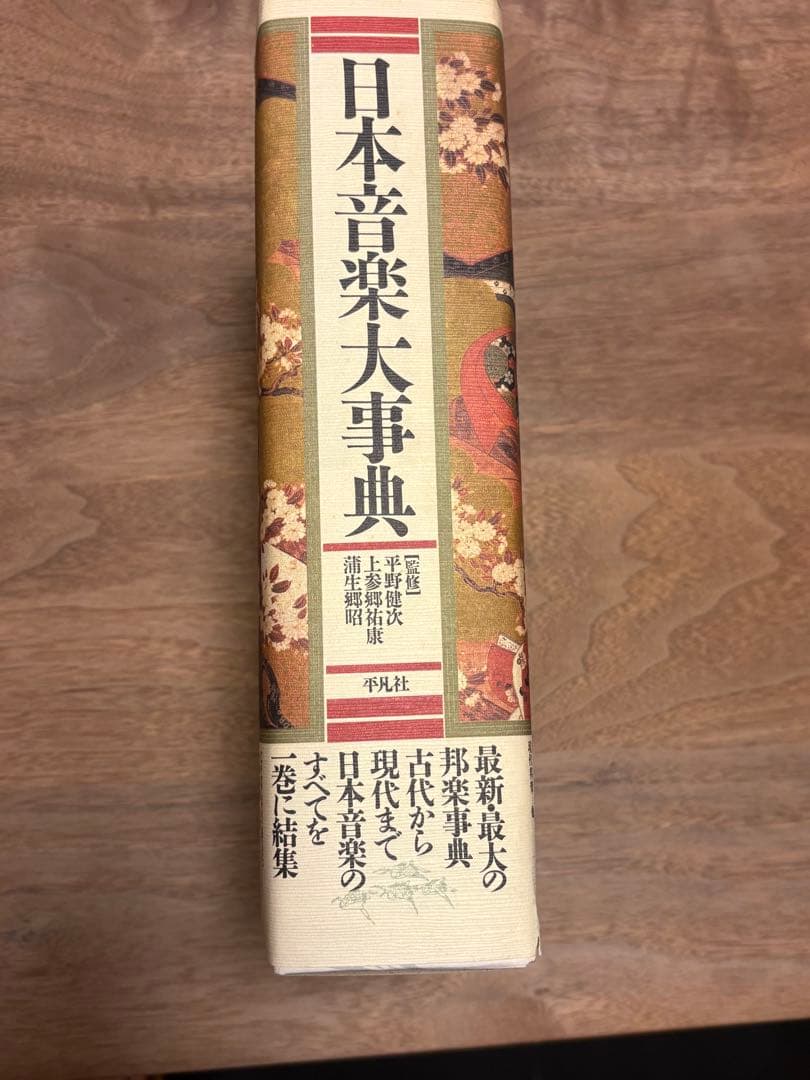 日本音楽大事典
[監修]
平野健次
上参郷祐康
蒲生郷昭
平凡社
最新・最大の
邦楽事典
古代から
現代まで
日本音楽の
すべてを
一巻に結集